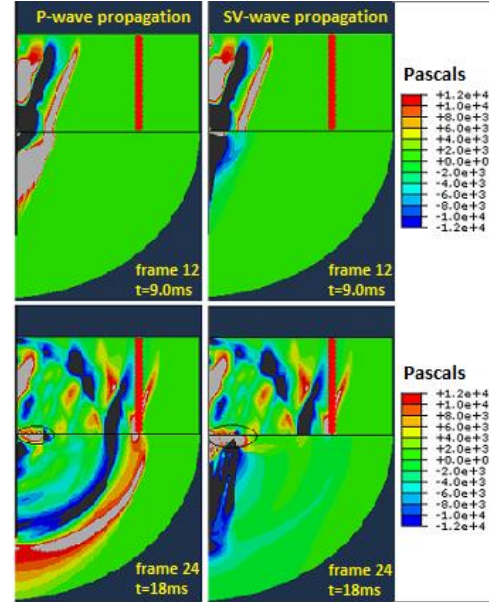 P-wave propagation
SV-wave propagation
Pascals
+1.2e+4
+1.0e+4
+8.0e+3
+6.0e+3
+4.0e+3
+2.0e+3
+0.0e+0
-2.0e+3
-4.0e+3
-6.0e+3
-8.0e+3
-1.0e+4
-1.2e+4
frame 12
t=9.0ms
frame 12
t=9.0ms
Pascals
+1.2e+4
+1.0e+4
+8.0e+3
+6.0e+3
+4.0e+3
+2.0e+3
+0.0e+0
-2.0e+3
-4.0e+3
-6.0e+3
-8.0e+3
-1.0e+4
-1.2e+4
frame 24
t=18ms
frame 24
t=18ms